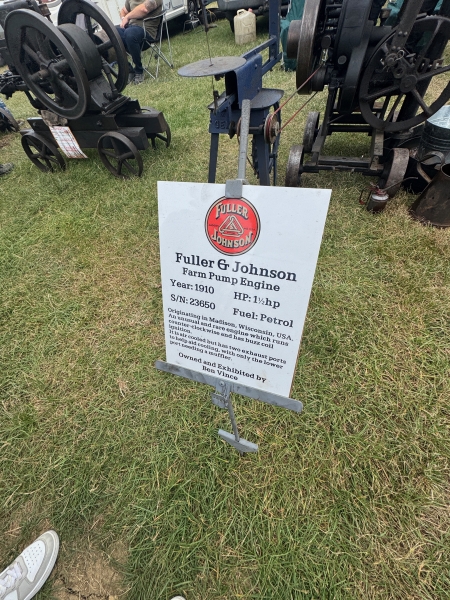 FULLER
&
JOHNSON
Fuller & Johnson
Farm Pump Engine
Year: 1910 HP: 1½hp
S/N: 23650 Fuel: Petrol
Originating in Madison, Wisconsin, USA.
An unusual and rare engine which runs
counter-clockwise and has buzz coil
ignition.
It is air cooled but has two exhaust ports
to help aid cooling, with only the lower
port needing a muffler.
Owned and Exhibited by
Ben Vince